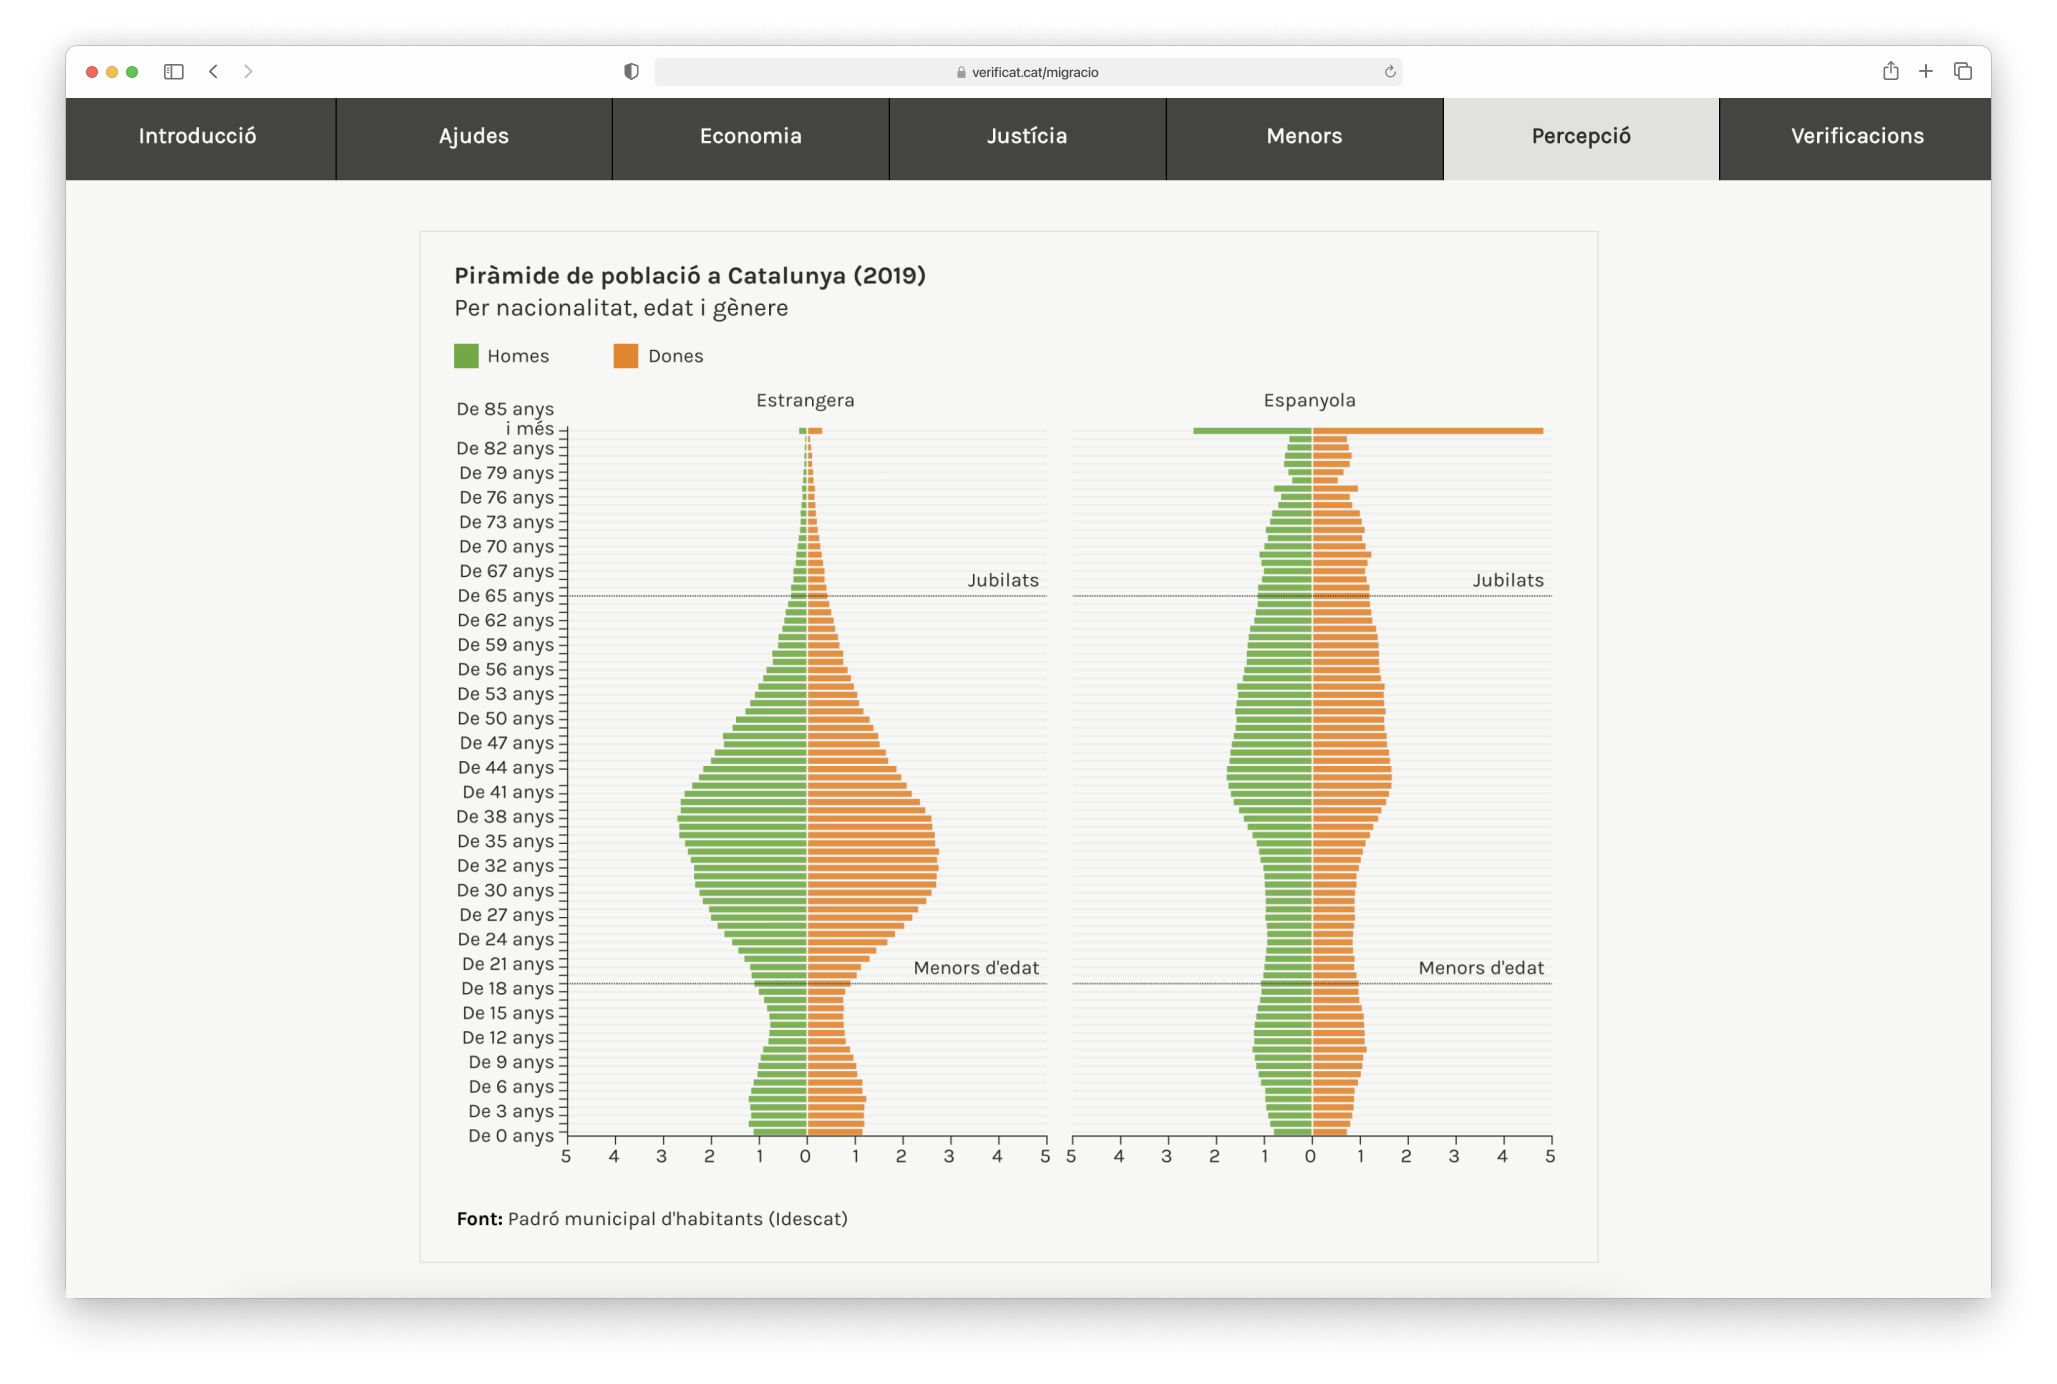 verificat.cat/migracio
Introducció
Ajudes
Economia
Justícia
Menors
Percepció
Verificacions
Piràmide de població a Catalunya (2019)
Per nacionalitat, edat i gènere
Homes
Dones
Estrangera
Espanyola
De 85 anys
i més
De 82 anys
De 79 anys
De 76 anys
De 73 anys
De 70 anys
De 67 anys
De 65 anys
De 62 anys
De 59 anys
De 56 anys
De 53 anys
De 50 anys
De 47 anys
De 44 anys
De 41 anys
De 38 anys
De 35 anys
De 32 anys
De 30 anys
De 27 anys
De 24 anys
De 21 anys
De 18 anys
De 15 anys
De 12 anys
De 9 anys
De 6 anys
De 3 anys
De 0 anys
Jubilats
Menors d'edat
5 4 3 2 1 0 1 2 3 4 5
Jubilats
Menors d'edat
5 4 3 2 1 0 1 2 3 4 5
Font: Padró municipal d'habitants (Idescat)